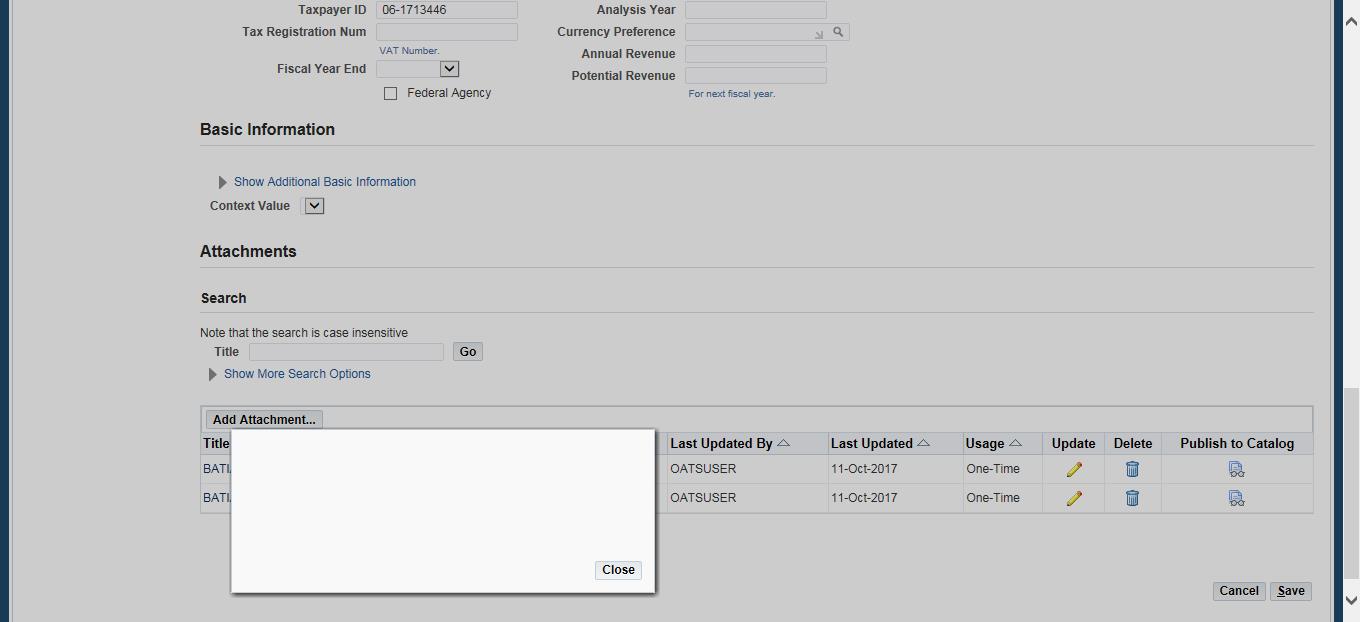 Taxpayer ID 06-1713446 Analysis Year
Tax Registration Num Currency Preference
VAT Number. Annual Revenue
Fiscal Year End Potential Revenue
Federal Agency For next fiscal year.
Basic Information
Show Additional Basic Information
Context Value
Attachments
Search
Note that the search is case insensitive
Title Go
Show More Search Options
Add Attachment...
Title Last Updated By Last Updated Usage Update Delete Publish to Catalog
BATI OATSUSER 11-Oct-2017 One-Time
BATI OATSUSER 11-Oct-2017 One-Time
Close
Cancel Save